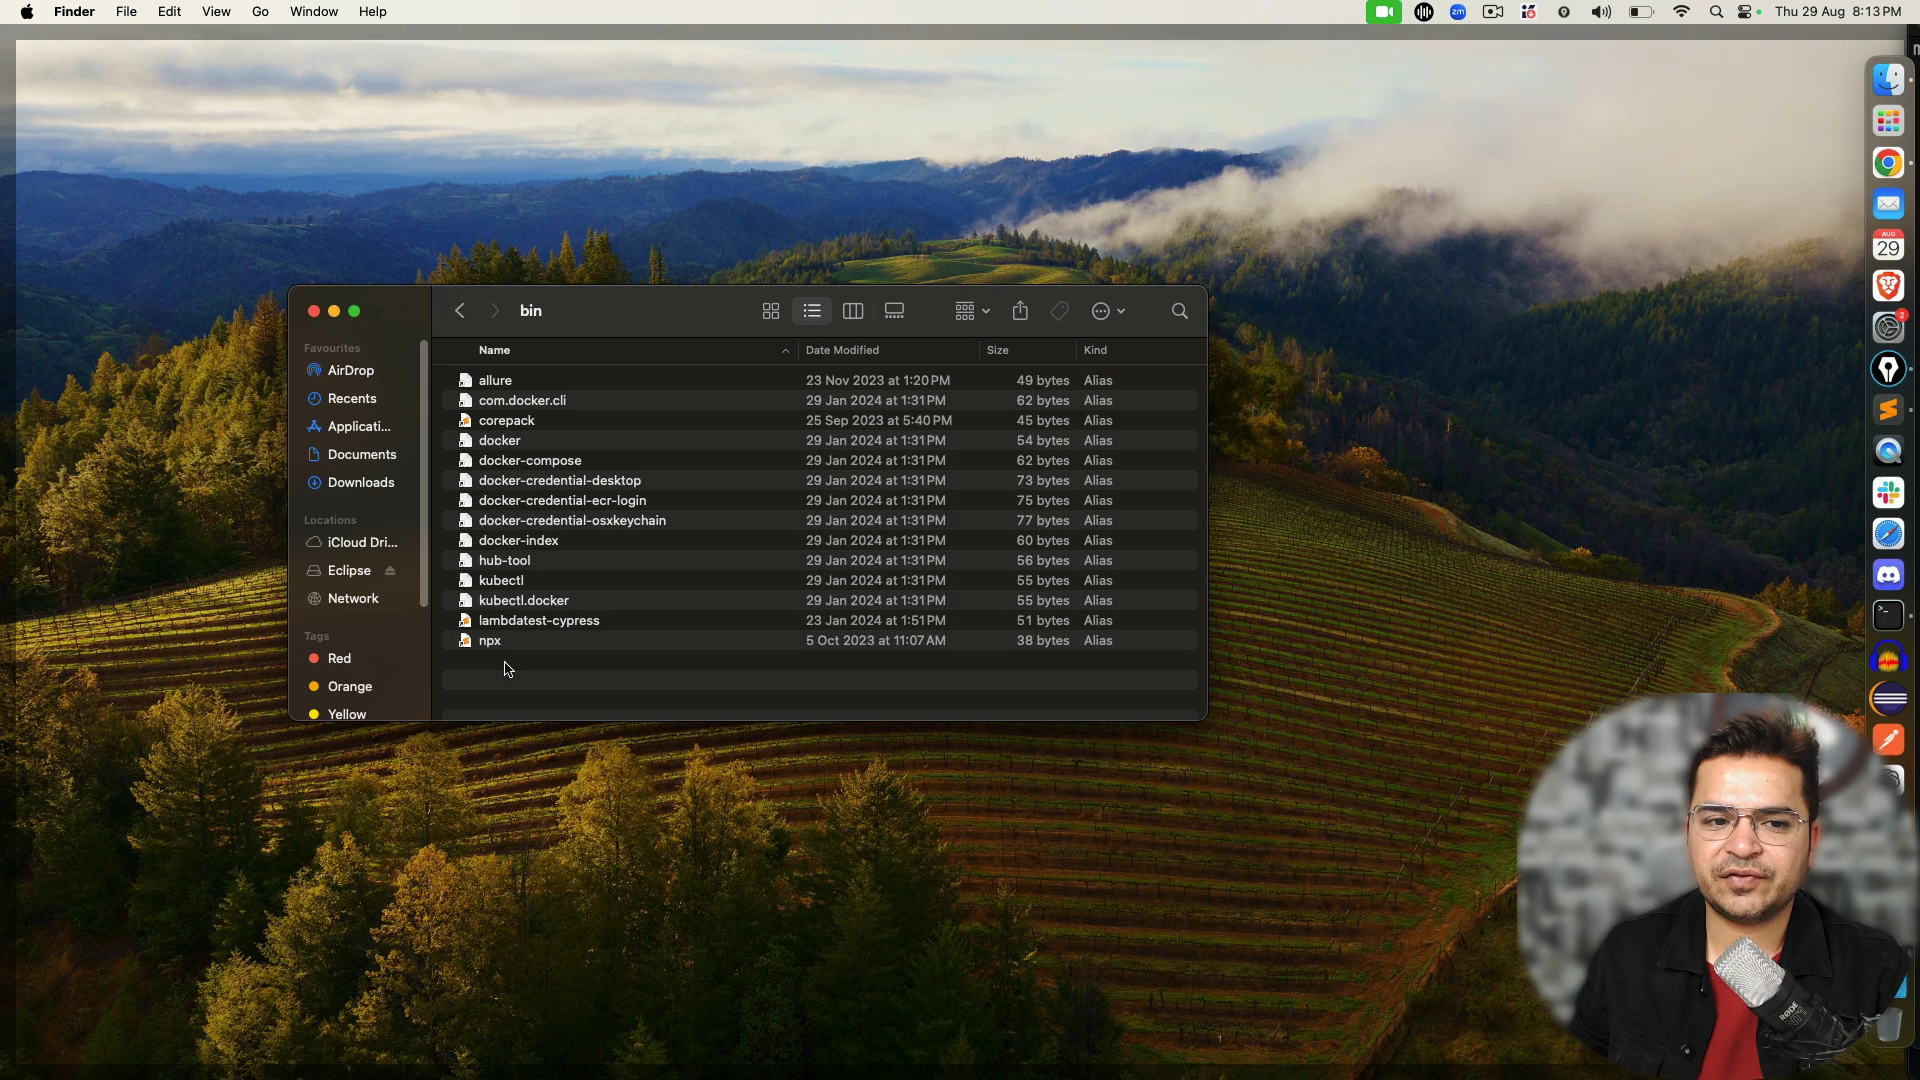 Finder File Edit View Go Window Help
zm
Thu 29 Aug 8:13 PM
bin
Name Date Modified Size Kind
Favourites
AirDrop
Recents
Applicati...
Documents
Downloads
Locations
iCloud Dri...
Eclipse
Network
Tags
Red
Orange
Yellow
allure 23 Nov 2023 at 1:20 PM 49 bytes Alias
com.docker.cli 29 Jan 2024 at 1:31 PM 62 bytes Alias
corepack 25 Sep 2023 at 5:40 PM 45 bytes Alias
docker 29 Jan 2024 at 1:31 PM 54 bytes Alias
docker-compose 29 Jan 2024 at 1:31 PM 62 bytes Alias
docker-credential-desktop 29 Jan 2024 at 1:31 PM 73 bytes Alias
docker-credential-ecr-login 29 Jan 2024 at 1:31 PM 75 bytes Alias
docker-credential-osxkeychain 29 Jan 2024 at 1:31 PM 77 bytes Alias
docker-index 29 Jan 2024 at 1:31 PM 60 bytes Alias
hub-tool 29 Jan 2024 at 1:31 PM 56 bytes Alias
kubectl 29 Jan 2024 at 1:31 PM 55 bytes Alias
kubectl.docker 29 Jan 2024 at 1:31 PM 55 bytes Alias
lambdatest-cypress 23 Jan 2024 at 1:51 PM 51 bytes Alias
npx 5 Oct 2023 at 11:07 AM 38 bytes Alias
AUG
29
2
RØDE